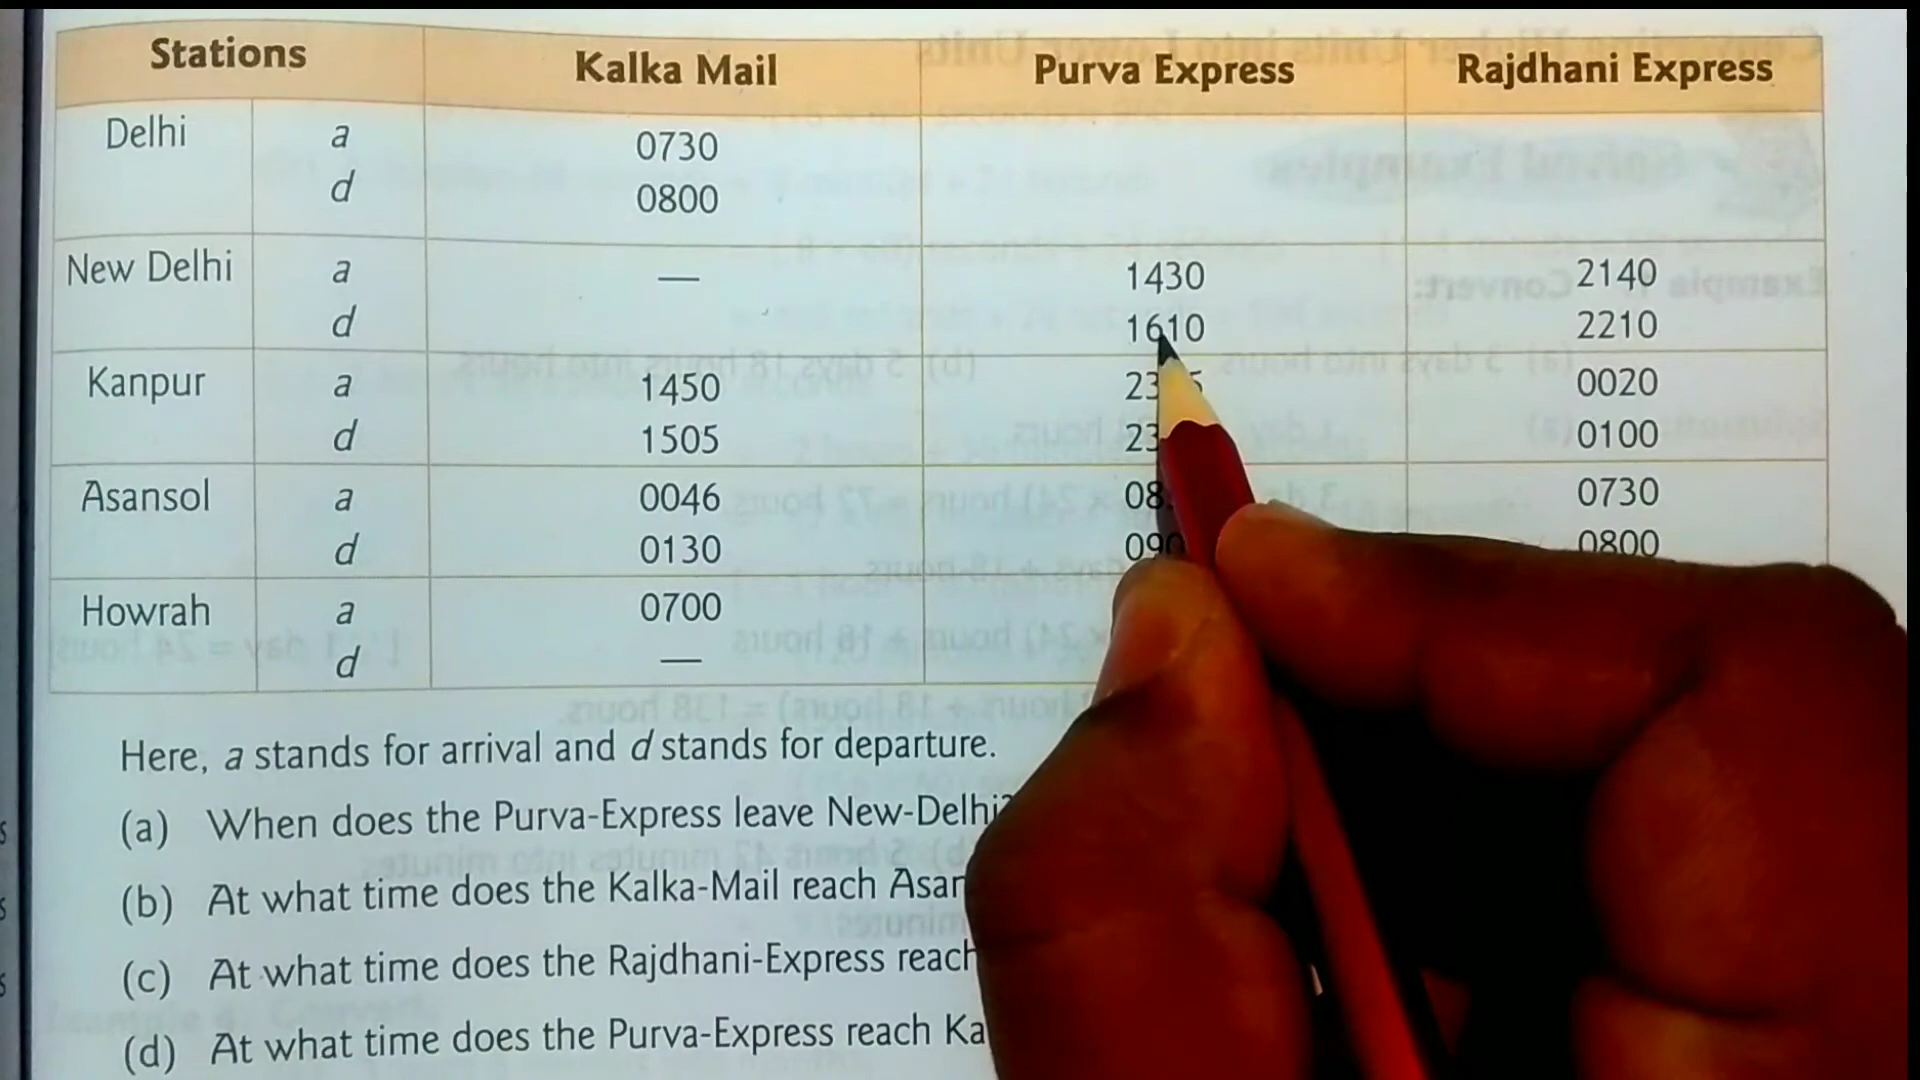 Stations Kalka Mail Purva Express Rajdhani Express
Delhi a 0730
d 0800
New Delhi a — 1430 2140
d 1610 2210
Kanpur a 1450 0020
d 1505 0100
Asansol a 0046 0730
d 0130 0800
Howrah a 0700
d —
Here, a stands for arrival and d stands for departure.
(a) When does the Purva-Express leave New-Delhi?
(b) At what time does the Kalka-Mail reach
(c) At what time does the Rajdhani-Express reach
(d) At what time does the Purva-Express reach